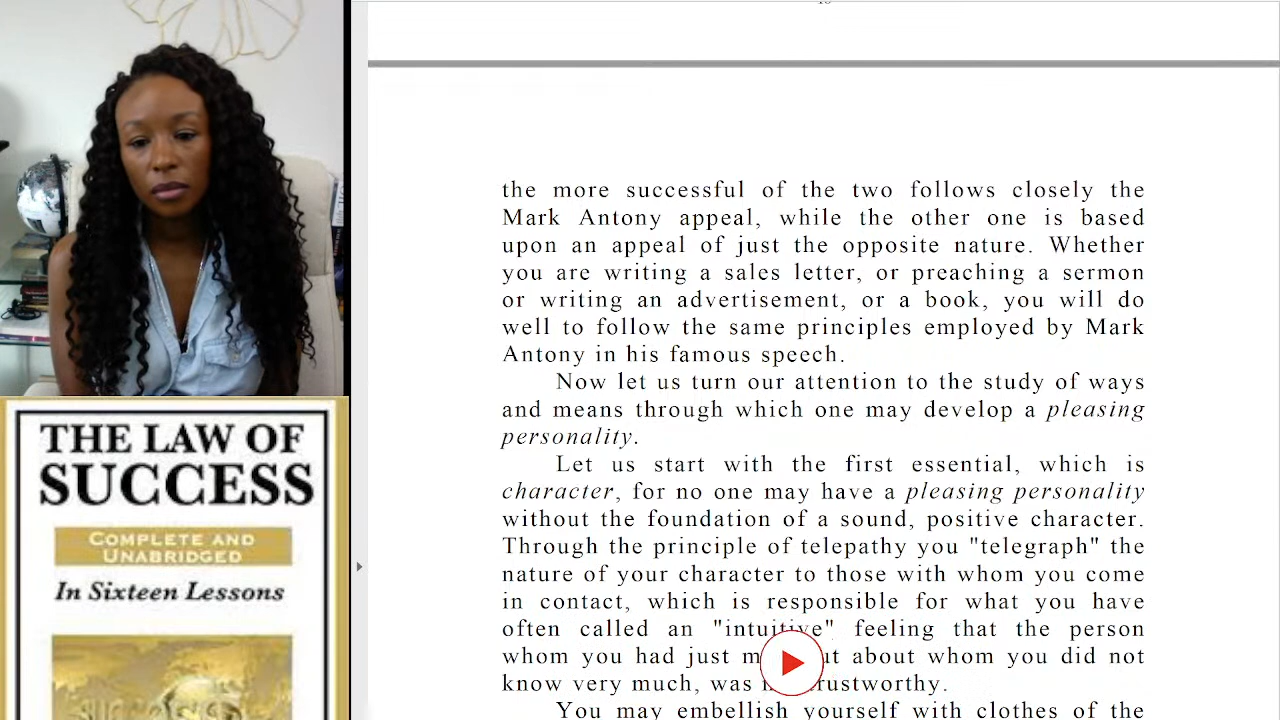 the more successful of the two follows closely the
Mark Antony appeal, while the other one is based
upon an appeal of just the opposite nature. Whether
you are writing a sales letter, or preaching a sermon
or writing an advertisement, or a book, you will do
well to follow the same principles employed by Mark
Antony in his famous speech.
Now let us turn our attention to the study of ways
and means through which one may develop a pleasing
personality.
Let us start with the first essential, which is
character, for no one may have a pleasing personality
without the foundation of a sound, positive character.
Through the principle of telepathy you "telegraph" the
nature of your character to those with whom you come
in contact, which is responsible for what you have
often called an "intuitive" feeling that the person
whom you had just about whom you did not
know very much, was
You may embellish yourself with clothes of the
THE LAW OF
SUCCESS
COMPLETE AND
UNABRIDGED
In Sixteen Lessons